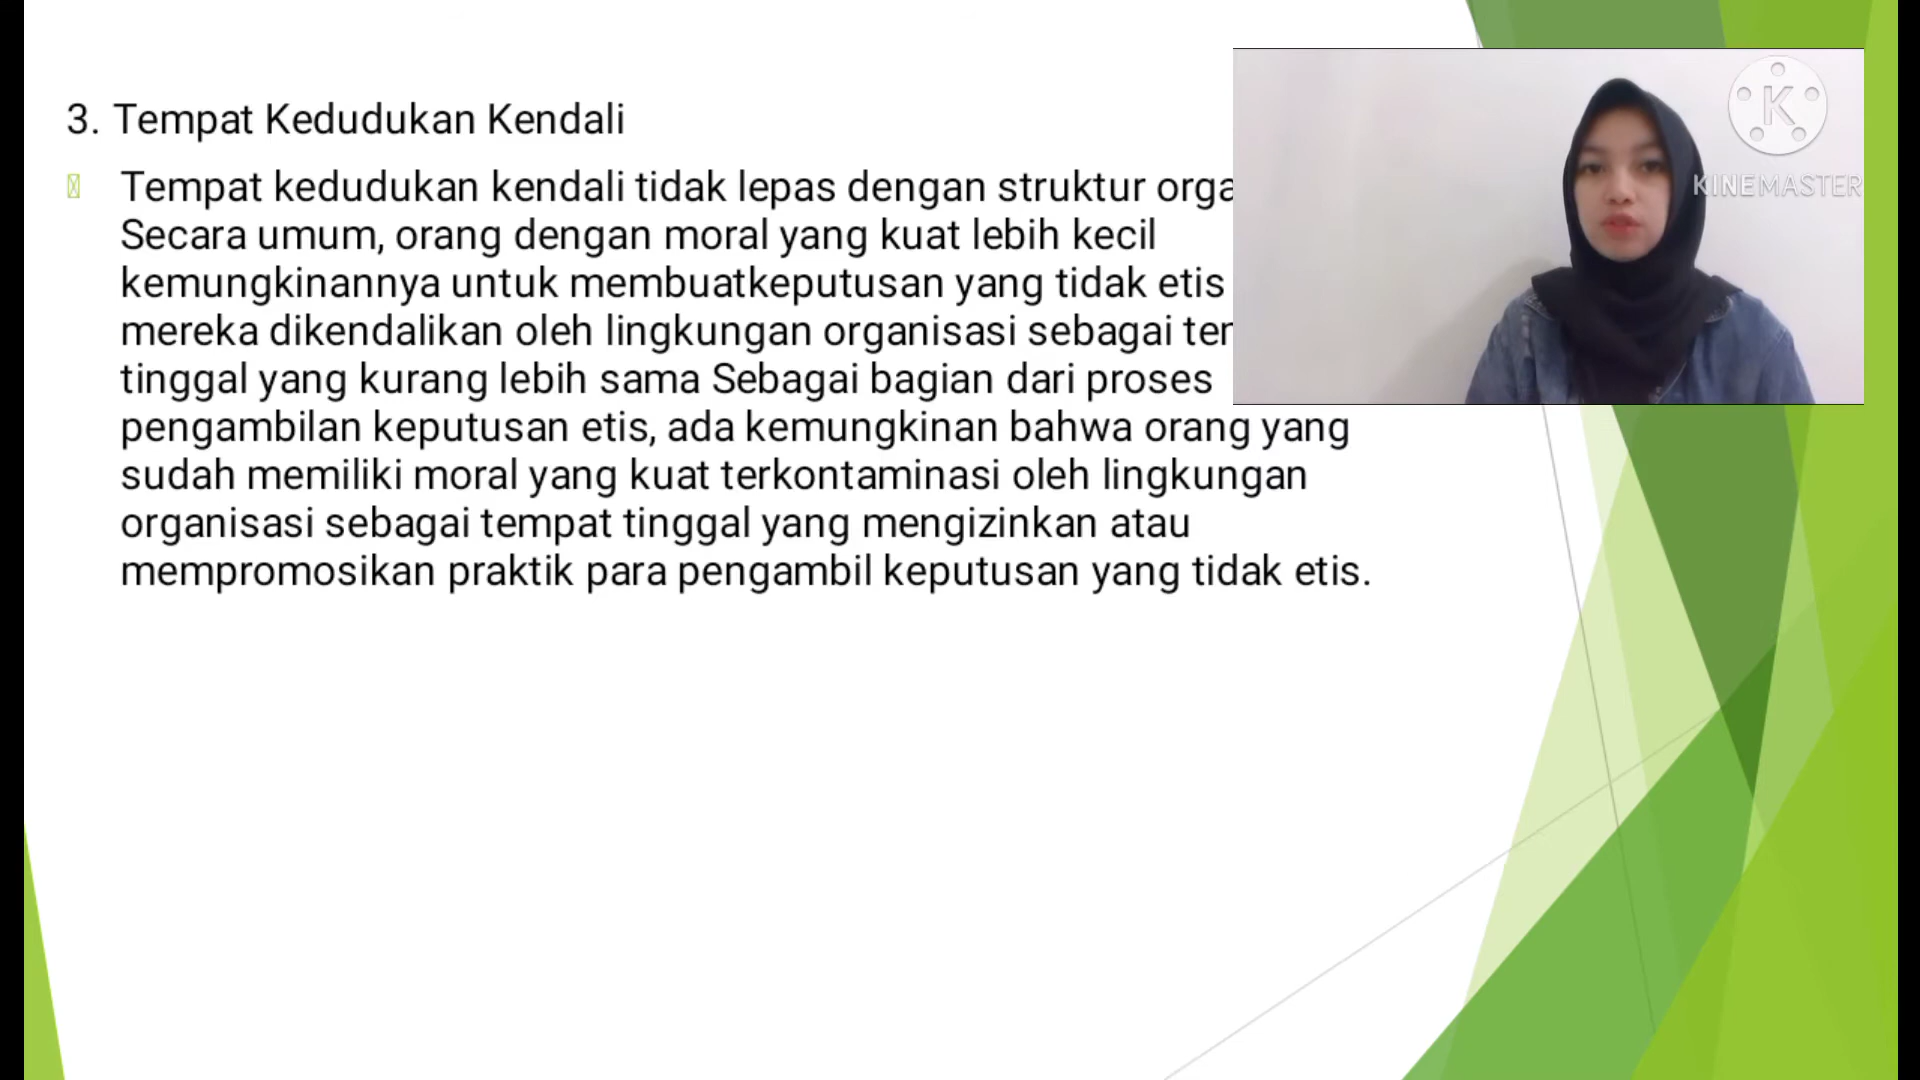 3. Tempat Kedudukan Kendali
Tempat kedudukan kendali tidak lepas dengan struktur
Secara umum, orang dengan moral yang kuat lebih kecil
kemungkinannya untuk membuatkeputusan yang tidak etis
mereka dikendalikan oleh lingkungan organisasi sebagai
tinggal yang kurang lebih sama Sebagai bagian dari proses
pengambilan keputusan etis, ada kemungkinan bahwa orang yang
sudah memiliki moral yang kuat terkontaminasi oleh lingkungan
organisasi sebagai tempat tinggal yang mengizinkan atau
mempromosikan praktik para pengambil keputusan yang tidak etis.
K
KINEMASTER